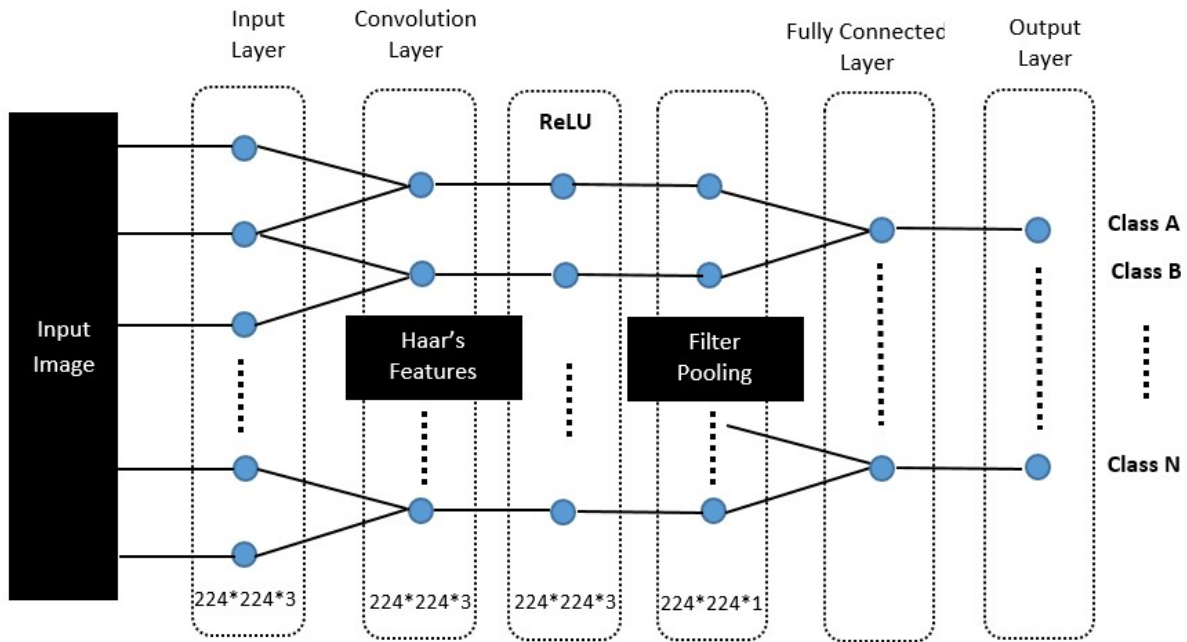 Input
Layer
Convolution
Layer
Fully Connected
Layer
Output
Layer
ReLU
Input
Image
Haar's
Features
Filter
Pooling
Class A
Class B
Class N
224*224*3
224*224*3
224*224*3
224*224*1